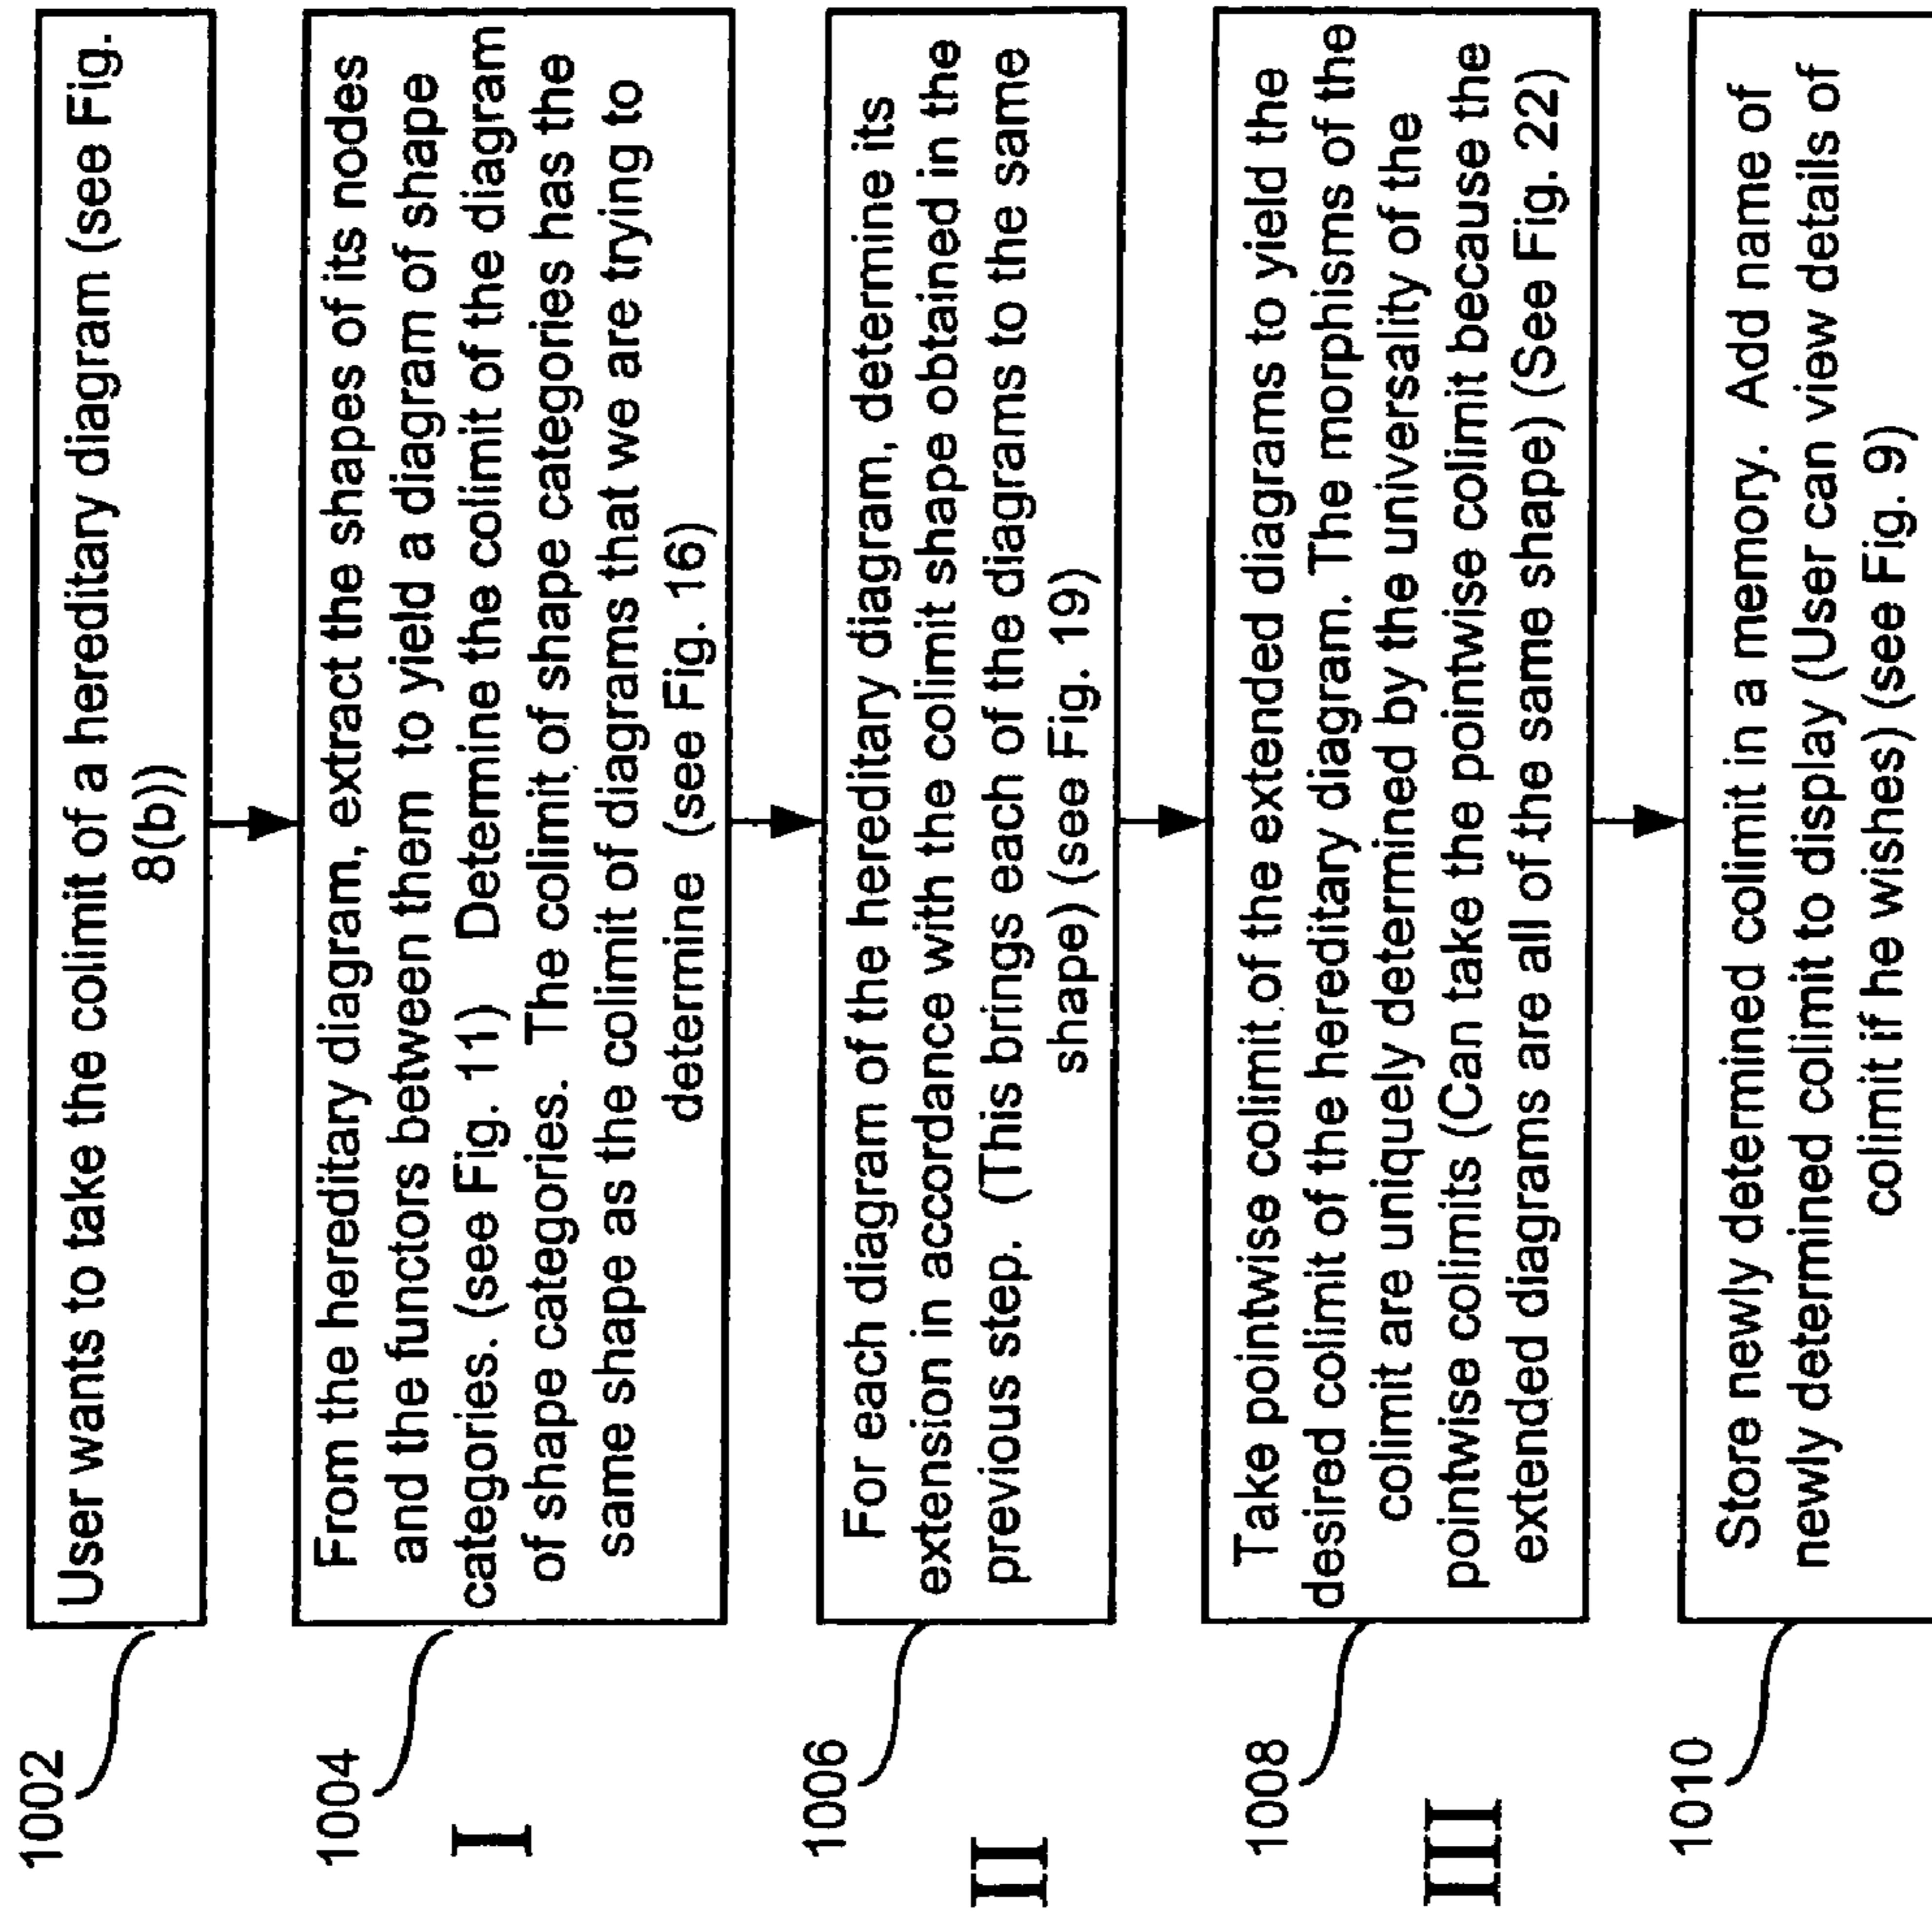 1002
User wants to take the colimit of a hereditary diagram (see Fig.
8(b))
1004
I
From the hereditary diagram, extract the shapes of its nodes
and the functors between them to yield a diagram of shape
categories. (see Fig. 11) Determine the colimit of the diagram
of shape categories. The colimit of shape categories has the
same shape as the colimit of diagrams that we are trying to
determine (see Fig. 16)
1006
II
For each diagram of the hereditary diagram, determine its
extension in accordance with the colimit shape obtained in the
previous step. (This brings each of the diagrams to the same
shape) (see Fig. 19)
1008
III
Take pointwise colimit of the extended diagrams to yield the
desired colimit of the hereditary diagram. The morphisms of the
colimit are uniquely determined by the universality of the
pointwise colimits (Can take the pointwise colimit because the
extended diagrams are all of the same shape) (See Fig. 22)
1010
Store newly determined colimit in a memory. Add name of
newly determined colimit to display (User can view details of
colimit if he wishes) (see Fig. 9)